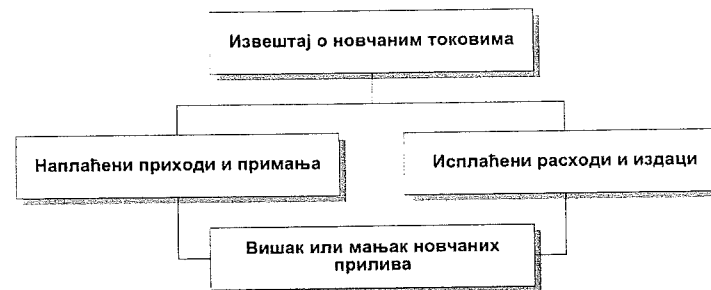 Извештај о новчаним токовима
Наплаћени приходи и примања
Исплаћени расходи и издаци
Вишак или мањак новчаних
прилива